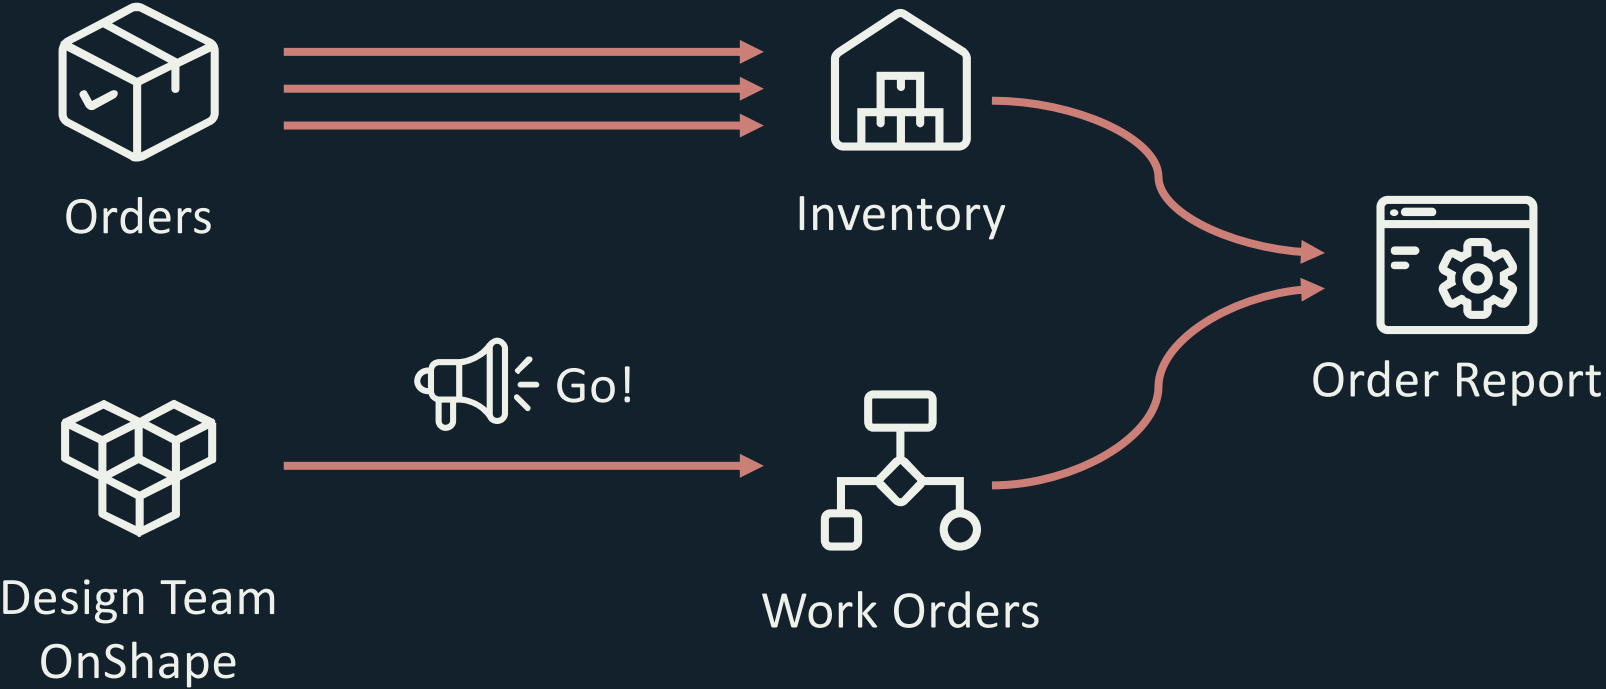 Orders
Inventory
Order Report
Go!
Design Team
OnShape
Work Orders